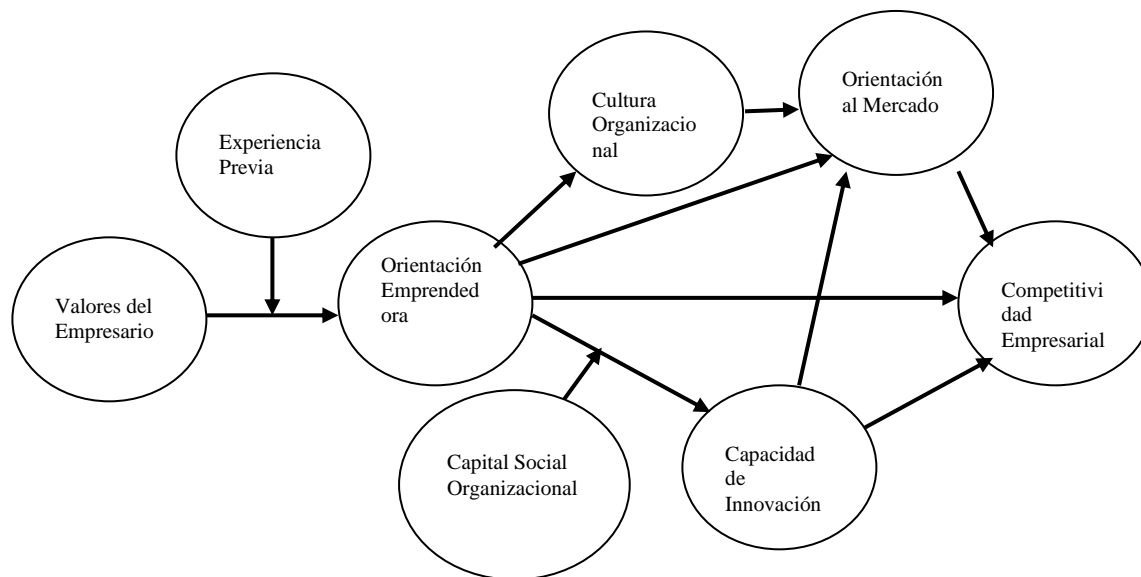 Orientación
al Mercado
Cultura
Organizacio
nal
Experiencia
Previa
Orientación
Emprended
ora
Valores del
Empresario
Competitivi
dad
Empresarial
Capital Social
Organizacional
Capacidad
de
Innovación